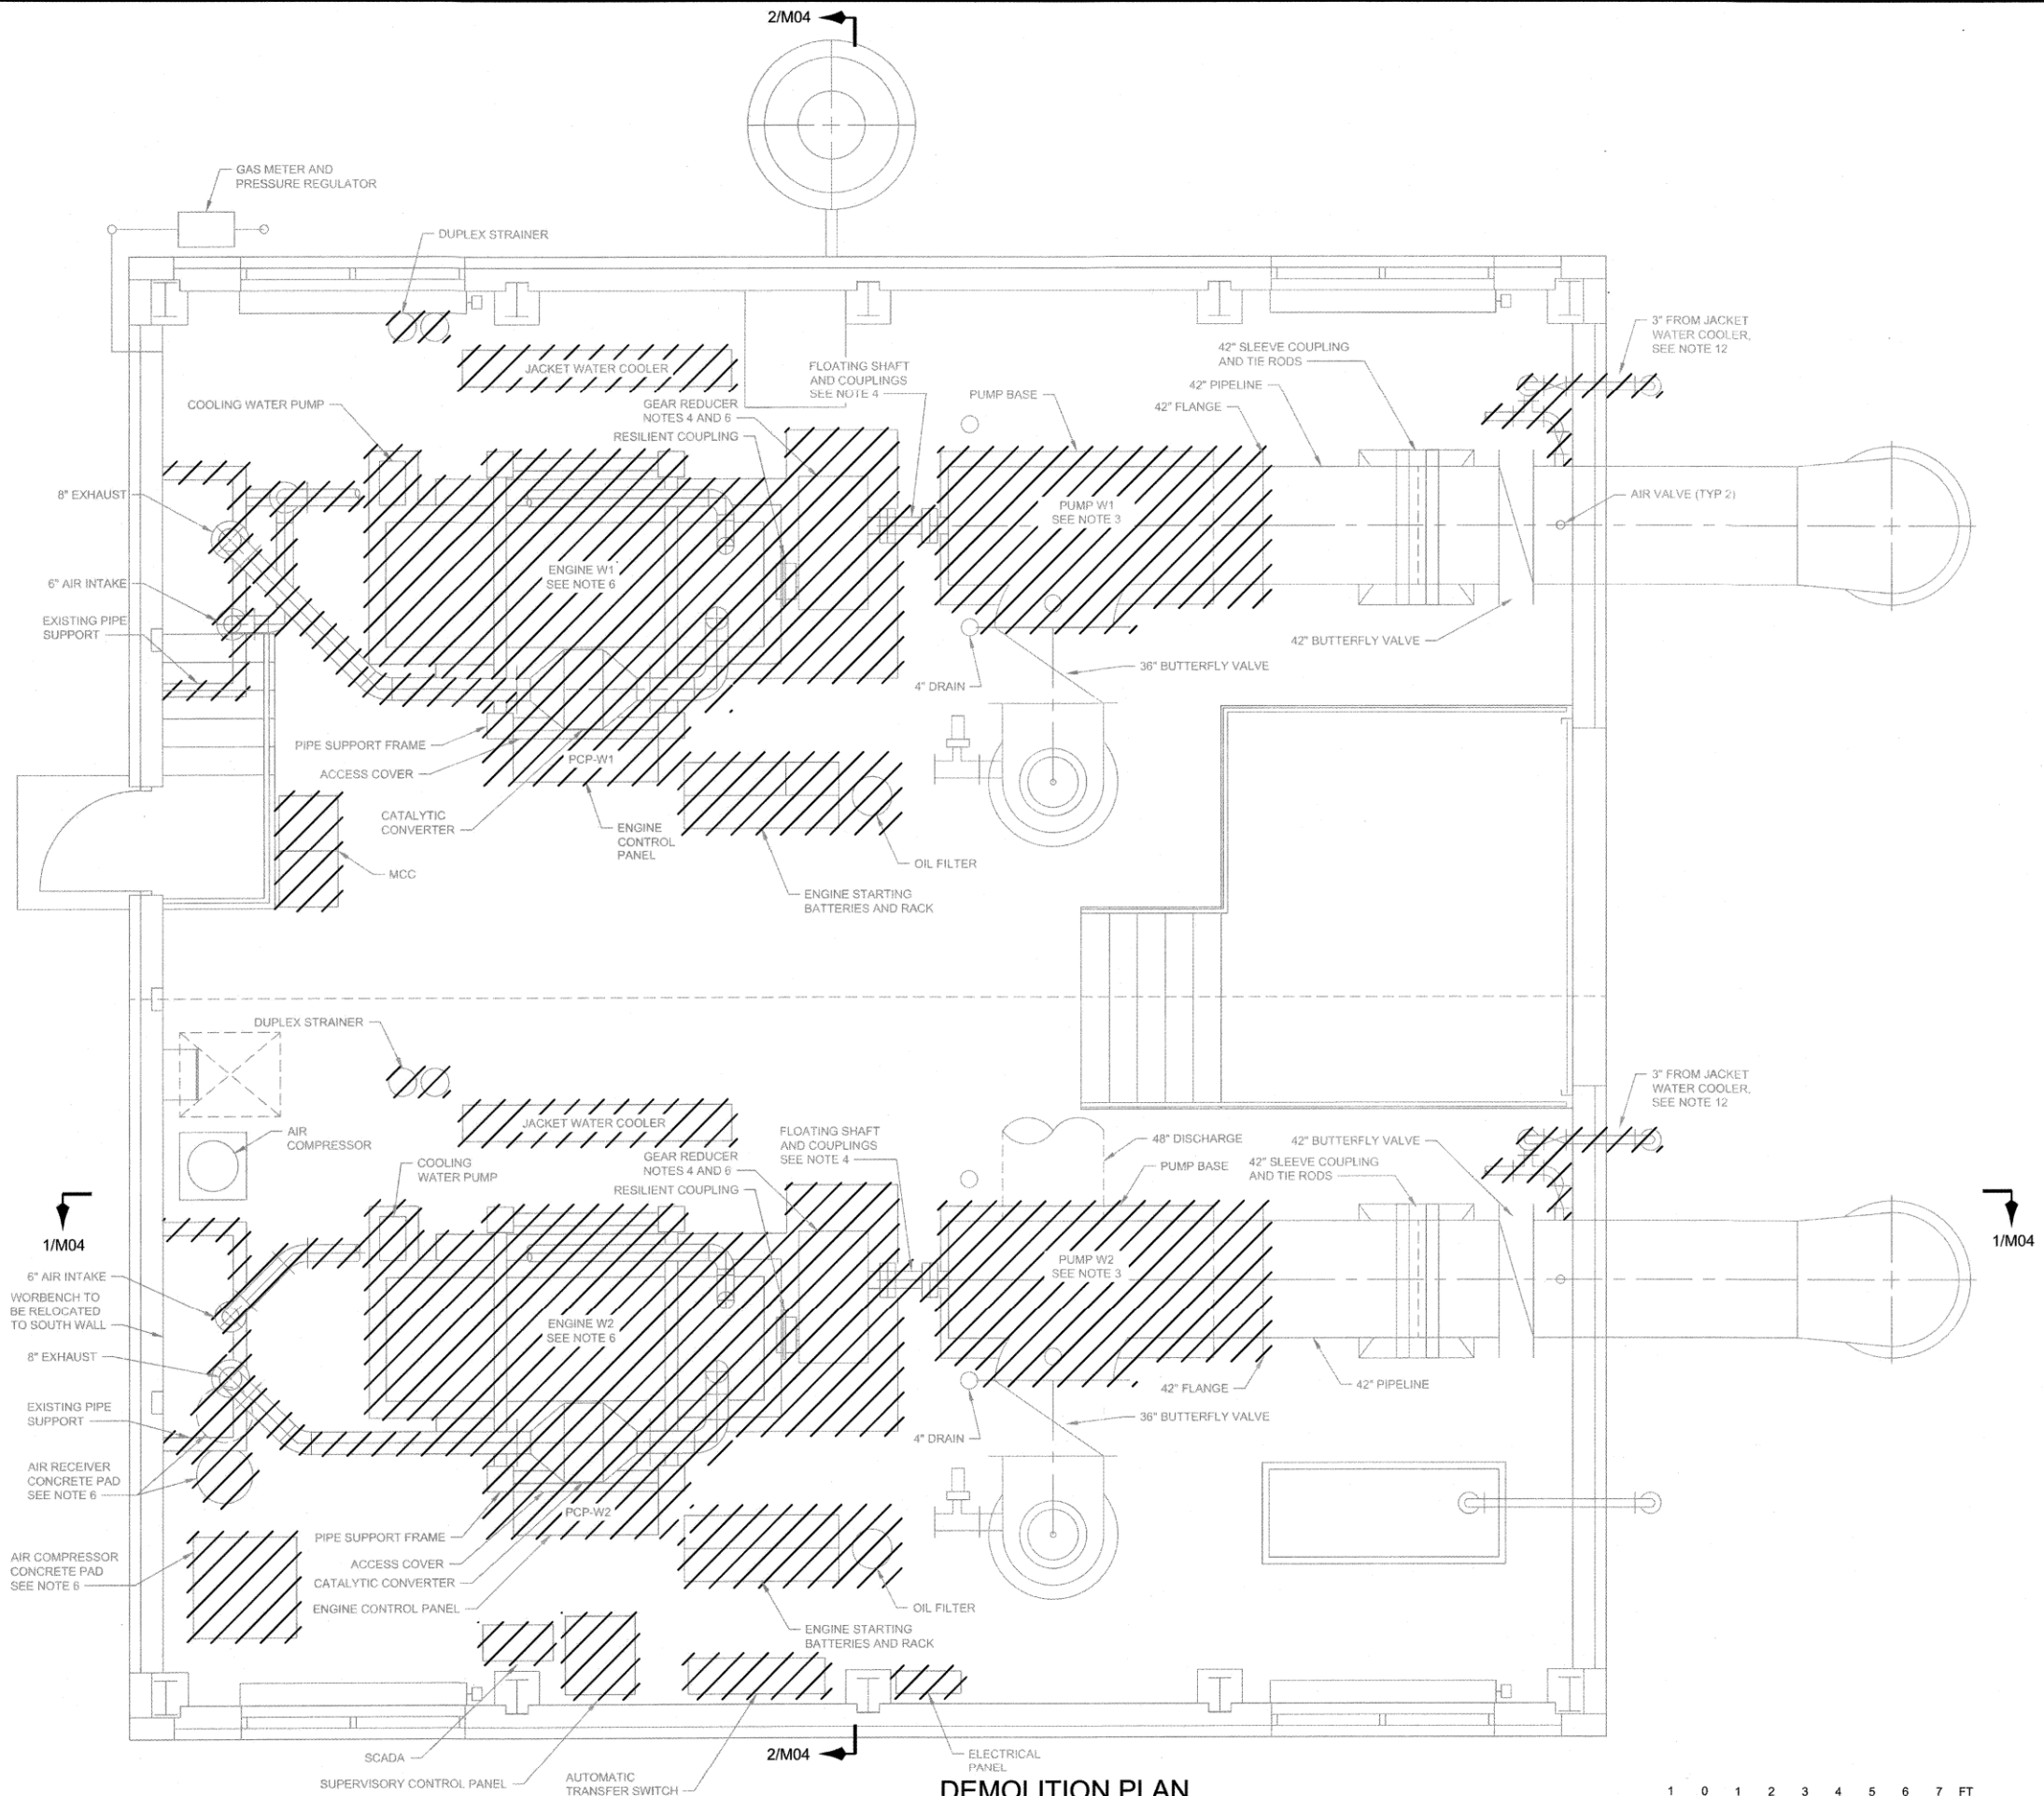 2/M04
GAS METER AND
PRESSURE REGULATOR
DUPLEX STRAINER
3" FROM JACKET
WATER COOLER,
SEE NOTE 12
42" SLEEVE COUPLING
AND TIE RODS
JACKET WATER COOLER
FLOATING SHAFT
AND COUPLINGS
SEE NOTE 4
42" PIPELINE
PUMP BASE
COOLING WATER PUMP
GEAR REDUCER
NOTES 4 AND 6
42" FLANGE
RESILIENT COUPLING
8" EXHAUST
AIR VALVE (TYP 2)
PUMP W1
SEE NOTE 3
ENGINE W1
SEE NOTE 6
6" AIR INTAKE
EXISTING PIPE
SUPPORT
42" BUTTERFLY VALVE
36" BUTTERFLY VALVE
4" DRAIN
PIPE SUPPORT FRAME
PCP-W1
ACCESS COVER
CATALYTIC
CONVERTER
ENGINE
CONTROL
PANEL
OIL FILTER
MCC
ENGINE STARTING
BATTERIES AND RACK
DUPLEX STRAINER
3" FROM JACKET
WATER COOLER,
SEE NOTE 12
AIR
COMPRESSOR
JACKET WATER COOLER
FLOATING SHAFT
AND COUPLINGS
SEE NOTE 4
48" DISCHARGE
42" BUTTERFLY VALVE
COOLING
WATER PUMP
GEAR REDUCER
NOTES 4 AND 6
PUMP BASE
42" SLEEVE COUPLING
AND TIE RODS
RESILIENT COUPLING
1/M04
1/M04
6" AIR INTAKE
PUMP W2
SEE NOTE 3
WORBENCH TO
BE RELOCATED
TO SOUTH WALL
ENGINE W2
SEE NOTE 6
8" EXHAUST
42" FLANGE
42" PIPELINE
EXISTING PIPE
SUPPORT
36" BUTTERFLY VALVE
4" DRAIN
AIR RECEIVER
CONCRETE PAD
SEE NOTE 6
PCP-W2
PIPE SUPPORT FRAME
AIR COMPRESSOR
CONCRETE PAD
SEE NOTE 6
ACCESS COVER
CATALYTIC CONVERTER
ENGINE CONTROL PANEL
OIL FILTER
ENGINE STARTING
BATTERIES AND RACK
2/M04
SCADA
SUPERVISORY CONTROL PANEL
AUTOMATIC
TRANSFER SWITCH
ELECTRICAL
PANEL
DEMOLITION PLAN
1 0 1 2 3 4 5 6 7 FT